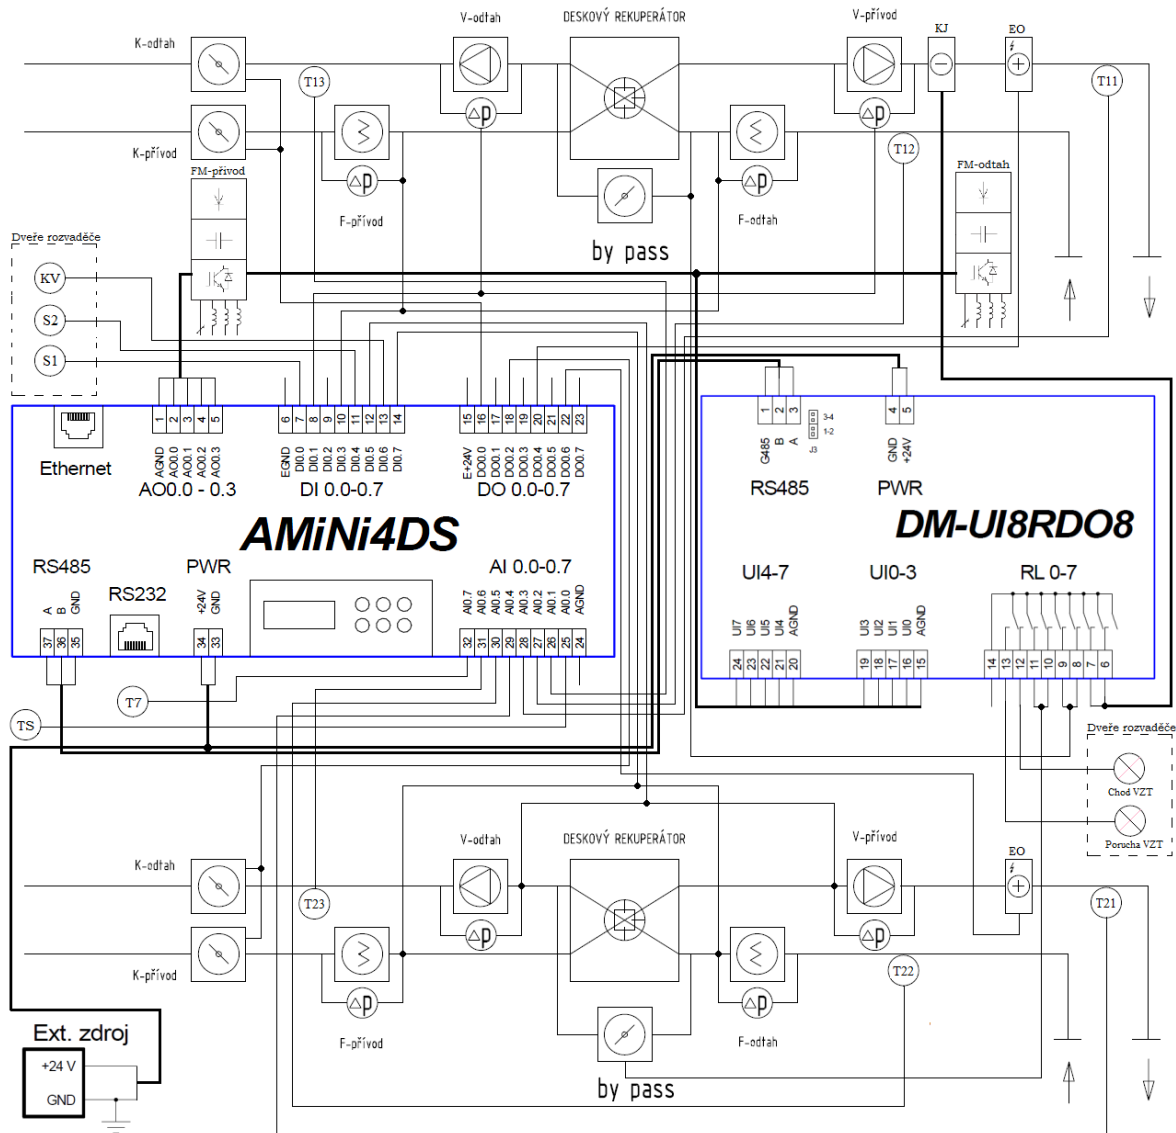 V-odtah
DESKOVÝ REKUPERÁTOR
V-přívod
KJ
EO
K-odtah
T13
T11
Δp
Δp
K-přívod
T12
FM-přivod
Δp
Δp
FM-odtah
F-přívod
F-odtah
by pass
Dveře rozvaděče
KV
S2
S1
1 2 3 4 5
6 7 8 9 10 11 12 13 14
15 16 17 18 19 20 21 22 23
1 2 3
3-4
1-2
J3
4 5
Ethernet
AGND
AO0.0
AO0.1
AO0.2
AO0.3
EGND
DI0.0
DI0.1
DI0.2
DI0.3
DI0.4
DI0.5
DI0.6
DI0.7
E+24V
DO0.0
DO0.1
DO0.2
DO0.3
DO0.4
DO0.5
DO0.6
DO0.7
G485
B
A
GND
+24V
AO0.0 - 0.3
DI 0.0-0.7
DO 0.0-0.7
RS485
PWR
AMiNi4DS
DM-UI8RDO8
RS485
PWR
AI 0.0-0.7
UI4-7
UI0-3
RL 0-7
RS232
A
B
GND
+24V
GND
AI0.7
AI0.6
AI0.5
AI0.4
AI0.3
AI0.2
AI0.1
AI0.0
AGND
UI7
UI6
UI5
UI4
AGND
UI3
UI2
UI1
UI0
AGND
37 36 35
34 33
32 31 30 29 28 27 26 25 24
24 23 22 21 20
19 18 17 16 15
14 13 12 11 10 9 8 7 6
T7
TS
Dveře rozvaděče
Chod VZT
Porucha VZT
V-odtah
DESKOVÝ REKUPERÁTOR
V-přívod
EO
K-odtah
T23
T21
Δp
Δp
K-přívod
T22
Δp
Δp
F-přívod
F-odtah
by pass
Ext. zdroj
+24 V
GND